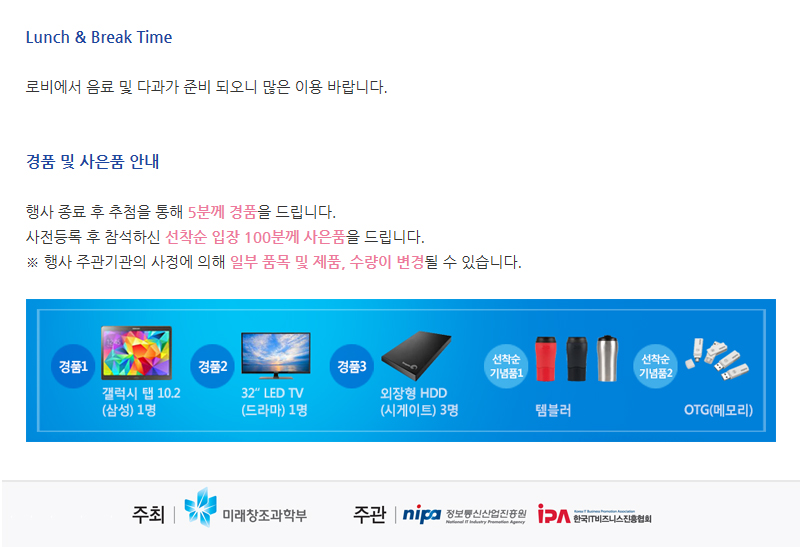 Lunch & Break Time
로비에서 음료 및 다과가 준비 되오니 많은 이용 바랍니다.
경품 및 사은품 안내
행사 종료 후 추첨을 통해 5분께 경품을 드립니다.
사전등록 후 참석하신 선착순 입장 100분께 사은품을 드립니다.
※ 행사 주관기관의 사정에 의해 일부 품목 및 제품, 수량이 변경될 수 있습니다.
경품1
갤럭시 탭 10.2
(삼성) 1명
경품2
32" LED TV
(드라마) 1명
경품3
외장형 HDD
(시게이트) 3명
선착순
기념품1
템블러
선착순
기념품2
OTG(메모리)
주최 | 미래창조과학부
주관 | nipa 정보통신산업진흥원
National IT Industry Promotion Agency
IPA Korea IT Business Promotion Association
한국IT비즈니스진흥협회